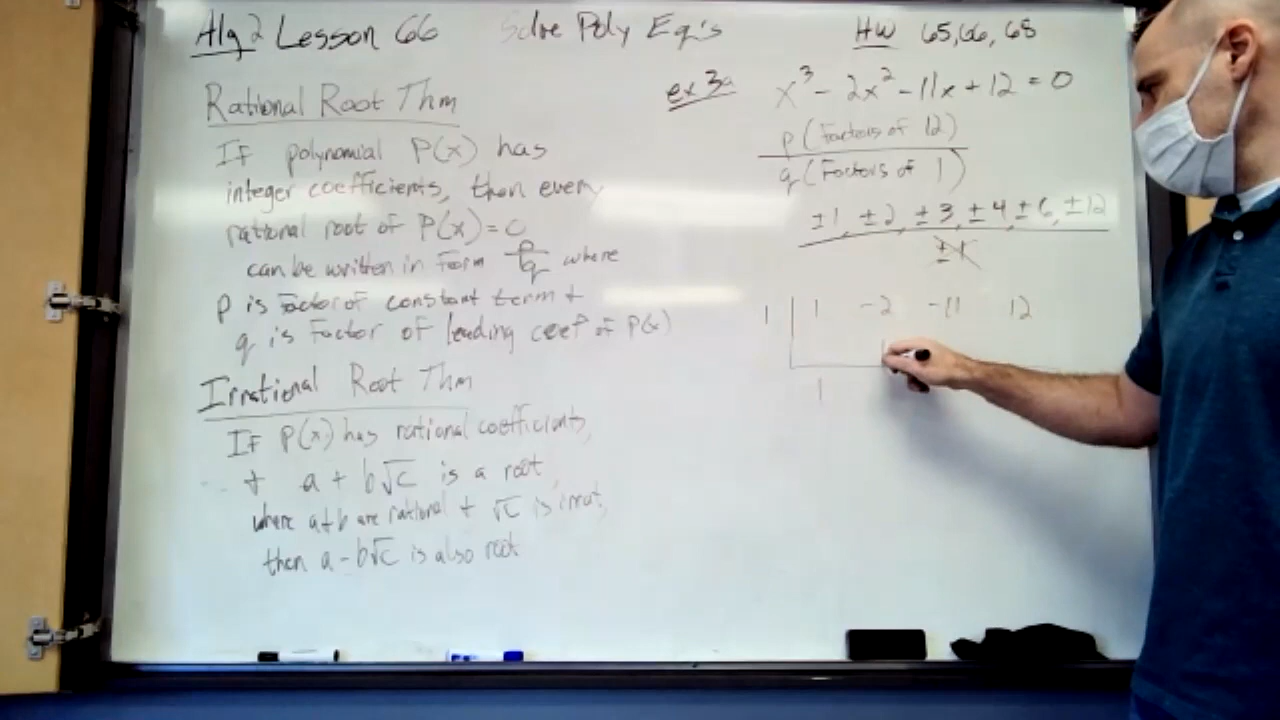 Alg 2 Lesson 66 Solve Poly Eq's
HW 65,66,68
Rational Root Thm
If polynomial P(x) has
integer coefficients, then every
rational root of P(x)=0
can be written in form p/q where
p is factor of constant term +
q is factor of leading coef of P(x)
Irrational Root Thm
If P(x) has rational coefficients,
+ a + b√c is a root,
where a+b are rational + √c is irrat,
then a - b√c is also root
ex 3a x³ - 2x² - 11x + 12 = 0
p (Factors of 12)
q (Factors of 1)
±1, ±2, ±3, ±4, ±6, ±12
±1
1 1 -2 -11 12
1